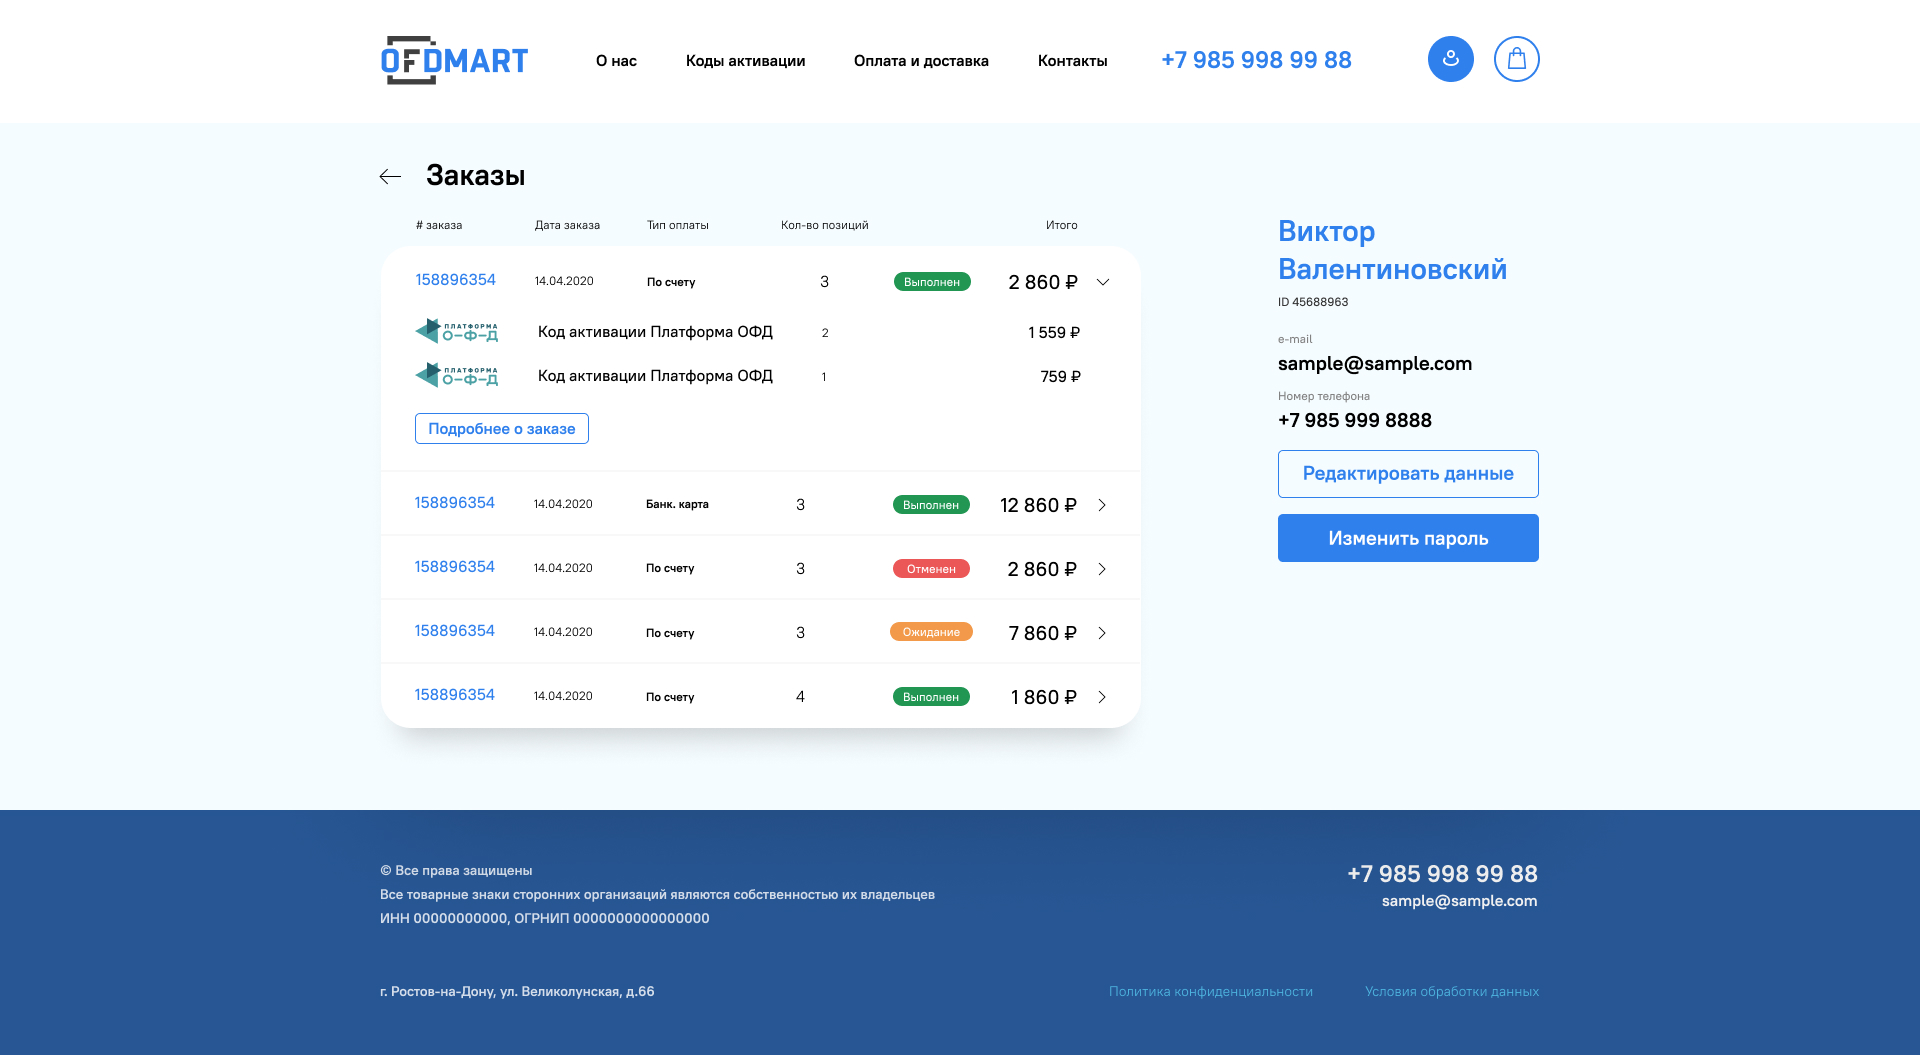 OFDMART
О нас
Коды активации
Оплата и доставка
Контакты
+7 985 998 99 88
Заказы
# заказа
Дата заказа
Тип оплаты
Кол-во позиций
Итого
158896354
14.04.2020
По счету
3
Выполнен
2 860 ₽
ПЛАТФОРМА
О-Ф-Д
Код активации Платформа ОФД
2
1 559 ₽
ПЛАТФОРМА
О-Ф-Д
Код активации Платформа ОФД
1
759 ₽
Подробнее о заказе
158896354
14.04.2020
Банк. карта
3
Выполнен
12 860 ₽
158896354
14.04.2020
По счету
3
Отменен
2 860 ₽
158896354
14.04.2020
По счету
3
Ожидание
7 860 ₽
158896354
14.04.2020
По счету
4
Выполнен
1 860 ₽
Виктор
Валентиновский
ID 45688963
e-mail
sample@sample.com
Номер телефона
+7 985 999 8888
Редактировать данные
Изменить пароль
© Все права защищены
Все товарные знаки сторонних организаций являются собственностью их владельцев
ИНН 00000000000, ОГРНИП 0000000000000000
+7 985 998 99 88
sample@sample.com
г. Ростов-на-Дону, ул. Великолунская, д.66
Политика конфиденциальности
Условия обработки данных